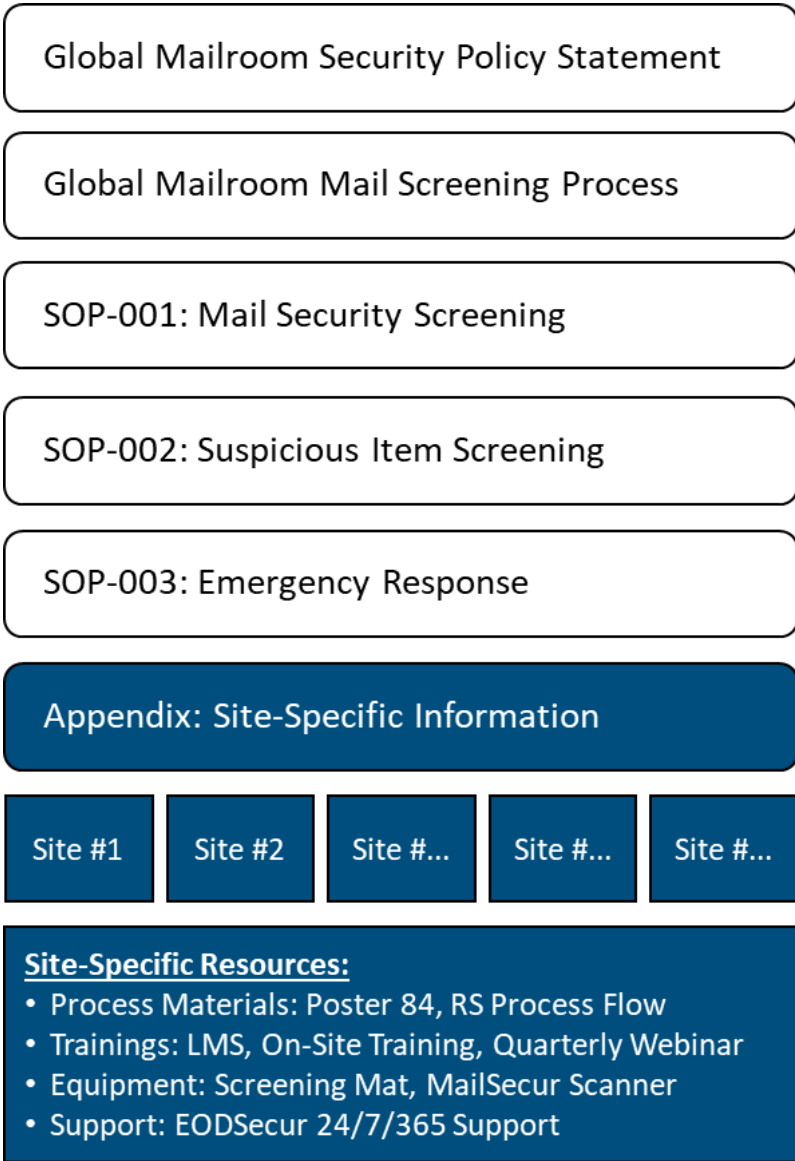 Global Mailroom Security Policy Statement
Global Mailroom Mail Screening Process
SOP-001: Mail Security Screening
SOP-002: Suspicious Item Screening
SOP-003: Emergency Response
Appendix: Site-Specific Information
Site #1 Site #2 Site #... Site #... Site #...
Site-Specific Resources:
• Process Materials: Poster 84, RS Process Flow
• Trainings: LMS, On-Site Training, Quarterly Webinar
• Equipment: Screening Mat, MailSecur Scanner
• Support: EODSecur 24/7/365 Support